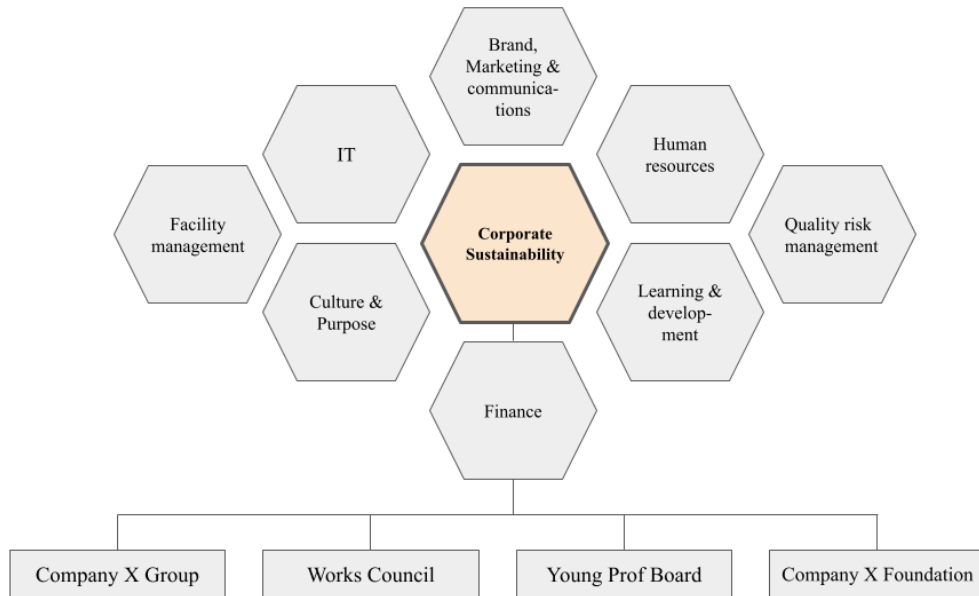 Brand,
Marketing &
communica-
tions
IT
Human
resources
Facility
management
Corporate
Sustainability
Quality risk
management
Culture &
Purpose
Learning &
develop-
ment
Finance
Company X Group
Works Council
Young Prof Board
Company X Foundation